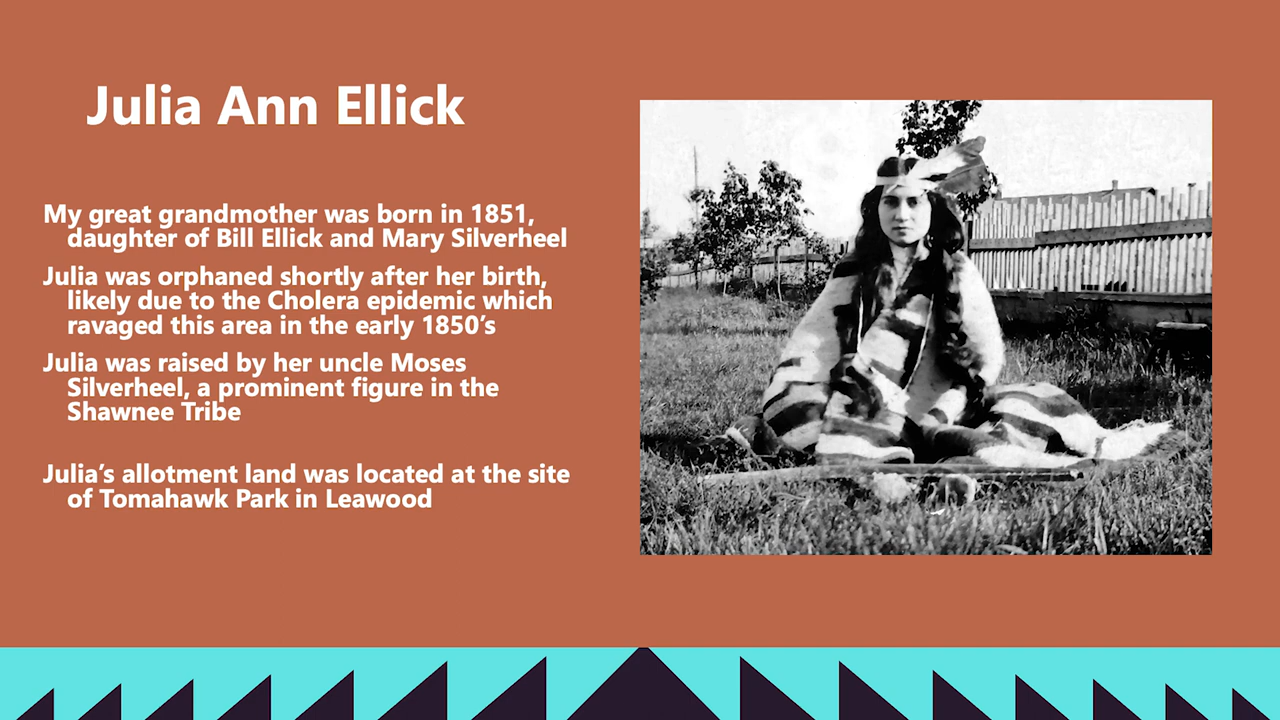 Julia Ann Ellick
My great grandmother was born in 1851,
daughter of Bill Ellick and Mary Silverheel
Julia was orphaned shortly after her birth,
likely due to the Cholera epidemic which
ravaged this area in the early 1850’s
Julia was raised by her uncle Moses
Silverheel, a prominent figure in the
Shawnee Tribe
Julia’s allotment land was located at the site
of Tomahawk Park in Leawood